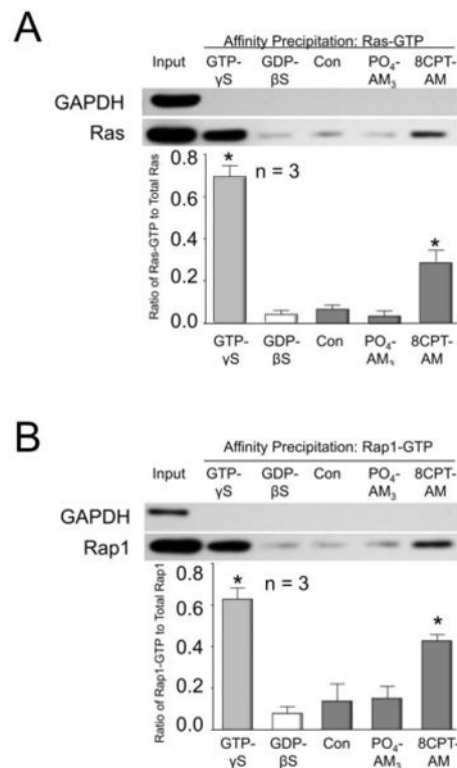 A
Affinity Precipitation: Ras-GTP
Input GTP-γS GDP-βS Con PO₄-AM₃ 8CPT-AM
GAPDH
Ras
Ratio of Ras-GTP to Total Ras
0.8
0.6
0.4
0.2
0.0
* n = 3
*
GTP-γS GDP-βS Con PO₄-AM₃ 8CPT-AM
B
Affinity Precipitation: Rap1-GTP
Input GTP-γS GDP-βS Con PO₄-AM₃ 8CPT-AM
GAPDH
Rap1
Ratio of Rap1-GTP to Total Rap1
0.8
0.6
0.4
0.2
0.0
* n = 3
*
GTP-γS GDP-βS Con PO₄-AM₃ 8CPT-AM